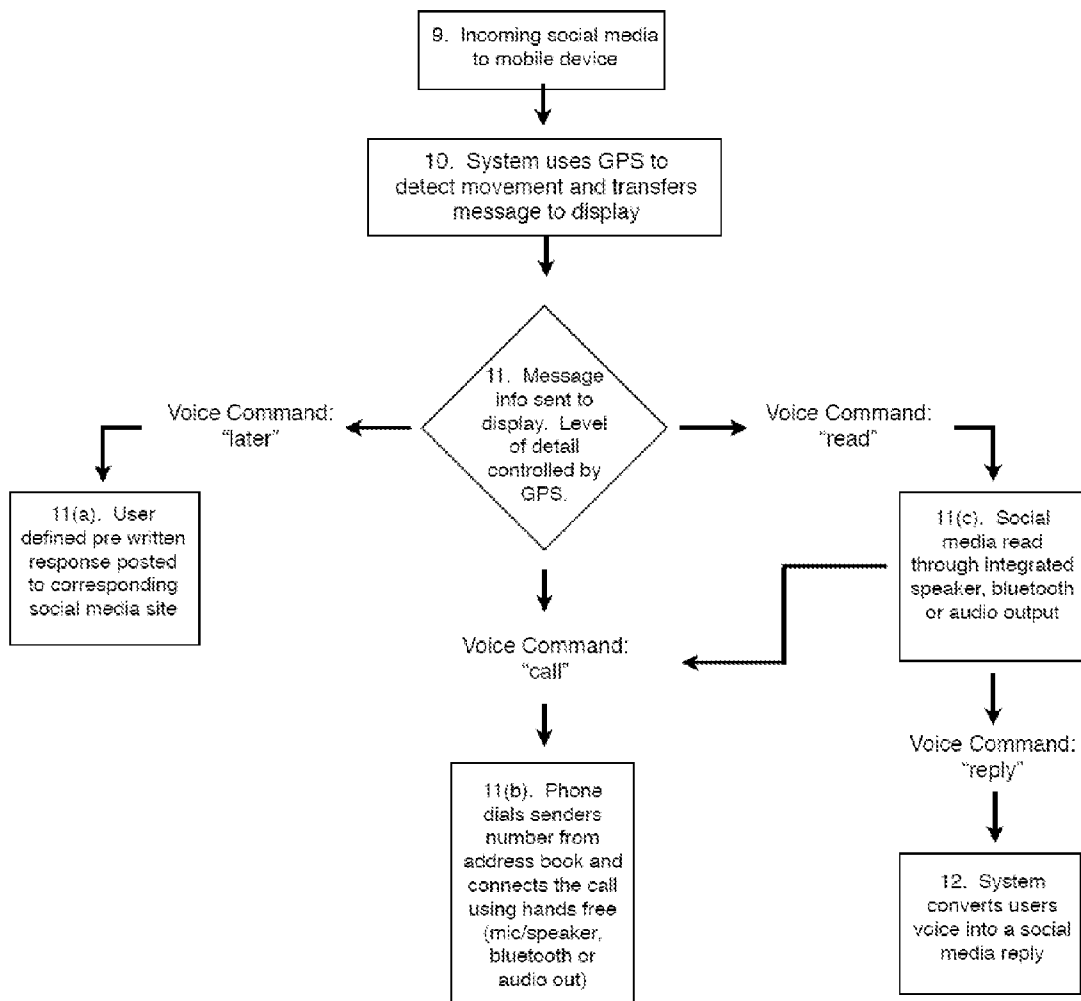 9. Incoming social media
to mobile device
10. System uses GPS to
detect movement and transfers
message to display
11. Message
info sent to
display. Level
of detail
controlled by
GPS.
Voice Command:
“later”
Voice Command:
“read”
11(a). User
defined pre written
response posted
to corresponding
social media site
11(c). Social
media read
through integrated
speaker, bluetooth
or audio output
Voice Command:
“call”
Voice Command:
“reply”
11(b). Phone
dials senders
number from
address book and
connects the call
using hands free
(mic/speaker,
bluetooth or
audio out)
12. System
converts users
voice into a social
media reply